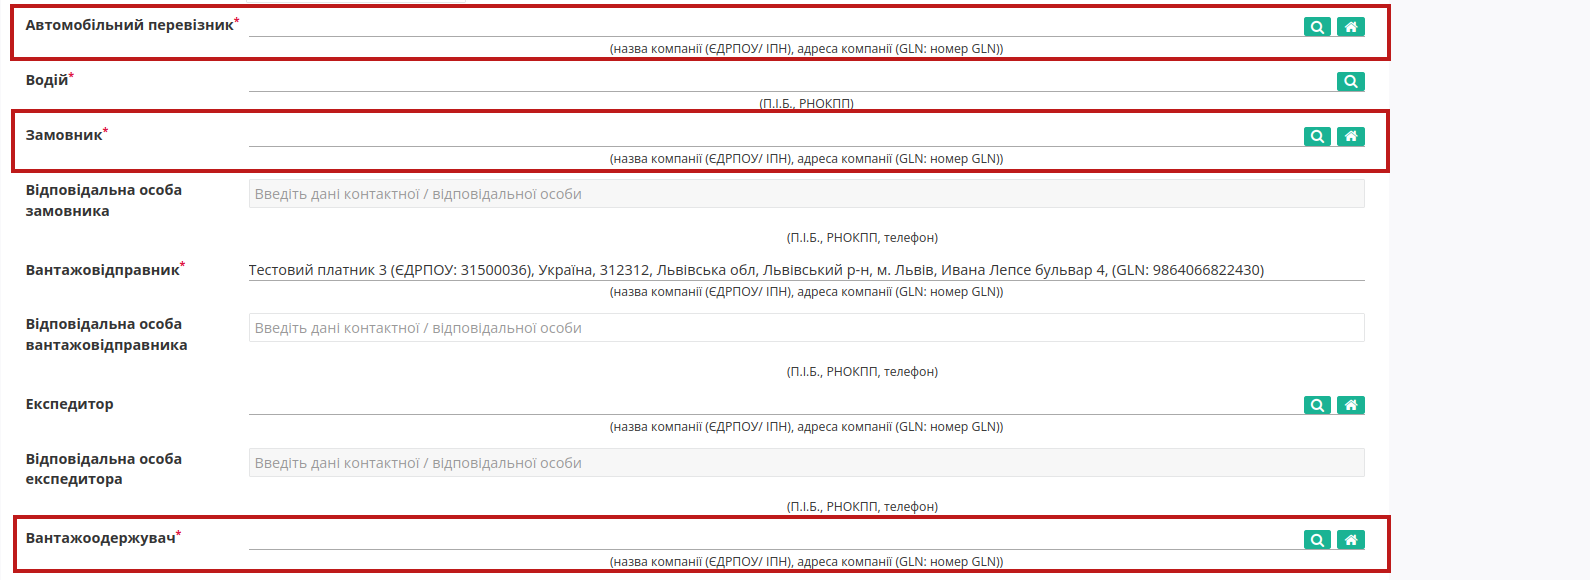 Автомобільний перевізник*
(назва компанії (ЄДРПОУ/ ІПН), адреса компанії (GLN: номер GLN))
Водій*
(П.І.Б., РНОКПП)
Замовник*
(назва компанії (ЄДРПОУ/ ІПН), адреса компанії (GLN: номер GLN))
Відповідальна особа
замовника
Введіть дані контактної / відповідальної особи
(П.І.Б., РНОКПП, телефон)
Вантажовідправник*
Тестовий платник 3 (ЄДРПОУ: 31500036), Україна, 312312, Львівська обл, Львівський р-н, м. Львів, Ивана Лепсе бульвар 4, (GLN: 9864066822430)
(назва компанії (ЄДРПОУ/ ІПН), адреса компанії (GLN: номер GLN))
Відповідальна особа
вантажовідправника
Введіть дані контактної / відповідальної особи
(П.І.Б., РНОКПП, телефон)
Експедитор
(назва компанії (ЄДРПОУ/ ІПН), адреса компанії (GLN: номер GLN))
Відповідальна особа
експедитора
Введіть дані контактної / відповідальної особи
(П.І.Б., РНОКПП, телефон)
Вантажоодержувач*
(назва компанії (ЄДРПОУ/ ІПН), адреса компанії (GLN: номер GLN))